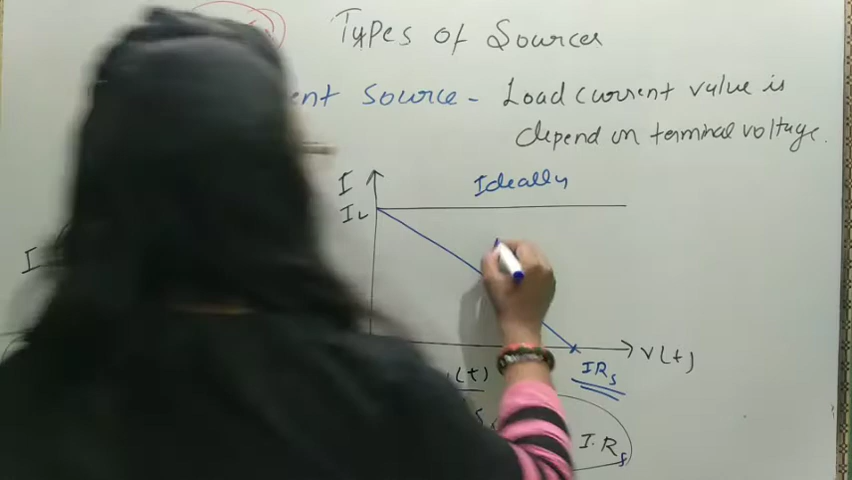 Types of Sources
ent Source - Load current value is
depend on terminal voltage.
I
Ideally
IL
I
V(t)
IRs
(t)
I.Rs